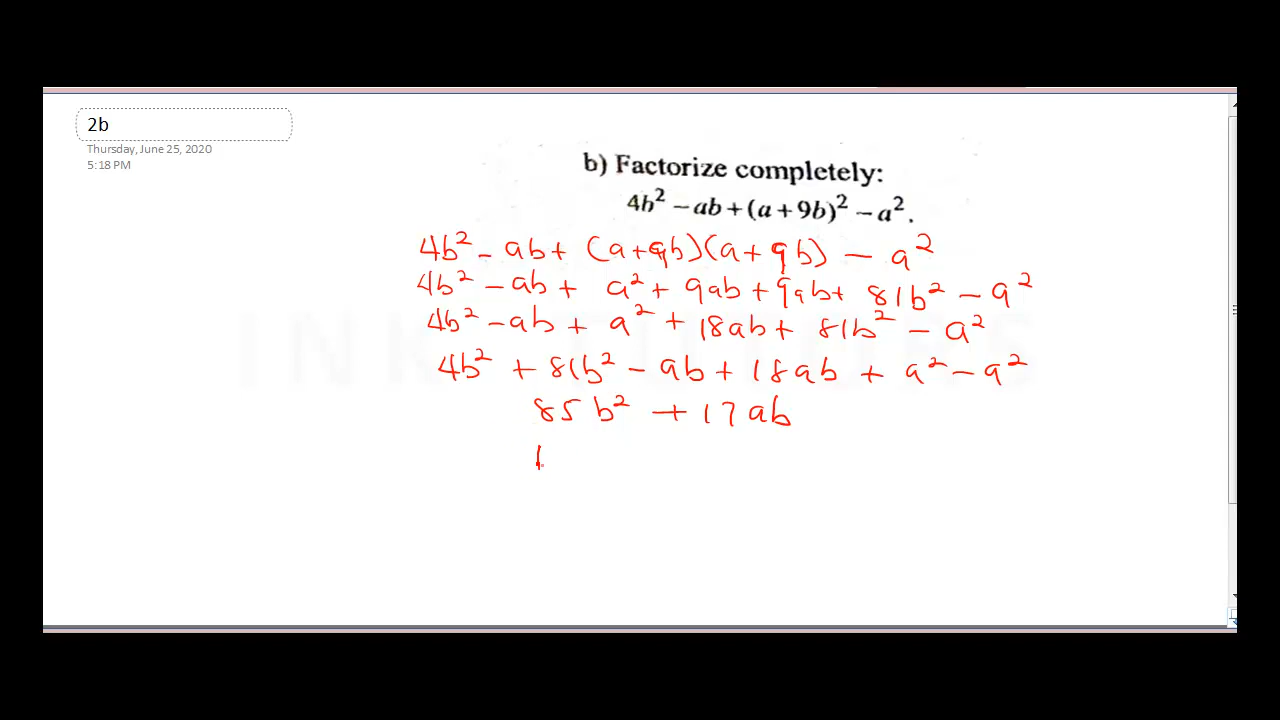 2b
Thursday, June 25, 2020
5:18 PM
b) Factorize completely:
4b² – ab + (a + 9b)² – a².
4b² - ab + (a+9b)(a+9b) - a²
4b² - ab + a² + 9ab + 9ab + 81b² - a²
4b² - ab + a² + 18ab + 81b² - a²
4b² + 81b² - ab + 18ab + a² - a²
85b² + 17ab